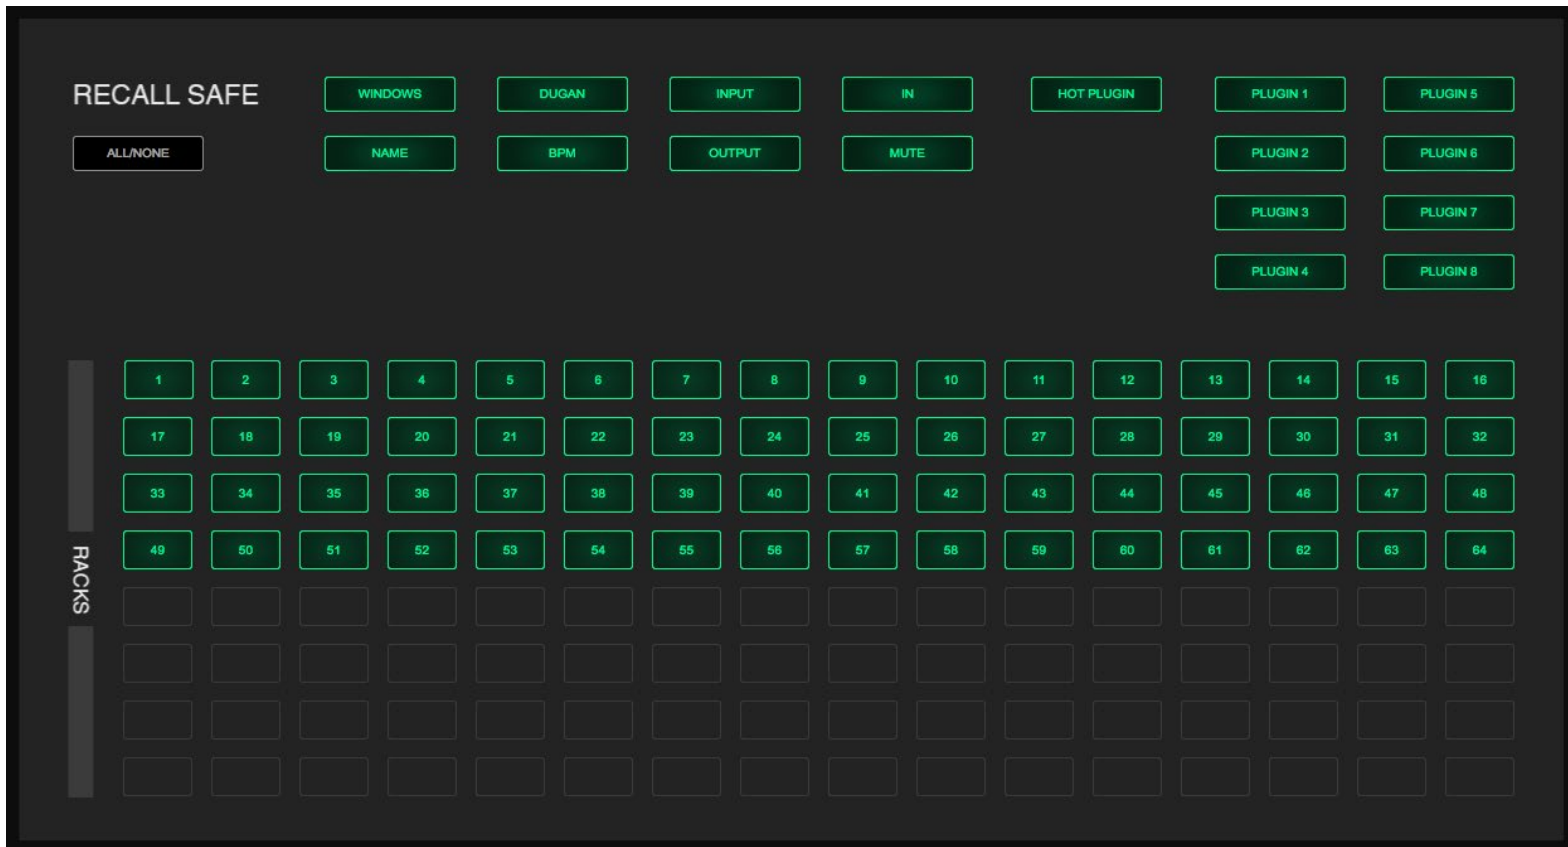 RECALL SAFE WINDOWS DUGAN INPUT IN HOT PLUGIN PLUGIN 1 PLUGIN 5
ALL/NONE NAME BPM OUTPUT MUTE PLUGIN 2 PLUGIN 6
PLUGIN 3 PLUGIN 7
PLUGIN 4 PLUGIN 8
1 2 3 4 5 6 7 8 9 10 11 12 13 14 15 16
17 18 19 20 21 22 23 24 25 26 27 28 29 30 31 32
33 34 35 36 37 38 39 40 41 42 43 44 45 46 47 48
49 50 51 52 53 54 55 56 57 58 59 60 61 62 63 64
RACKS